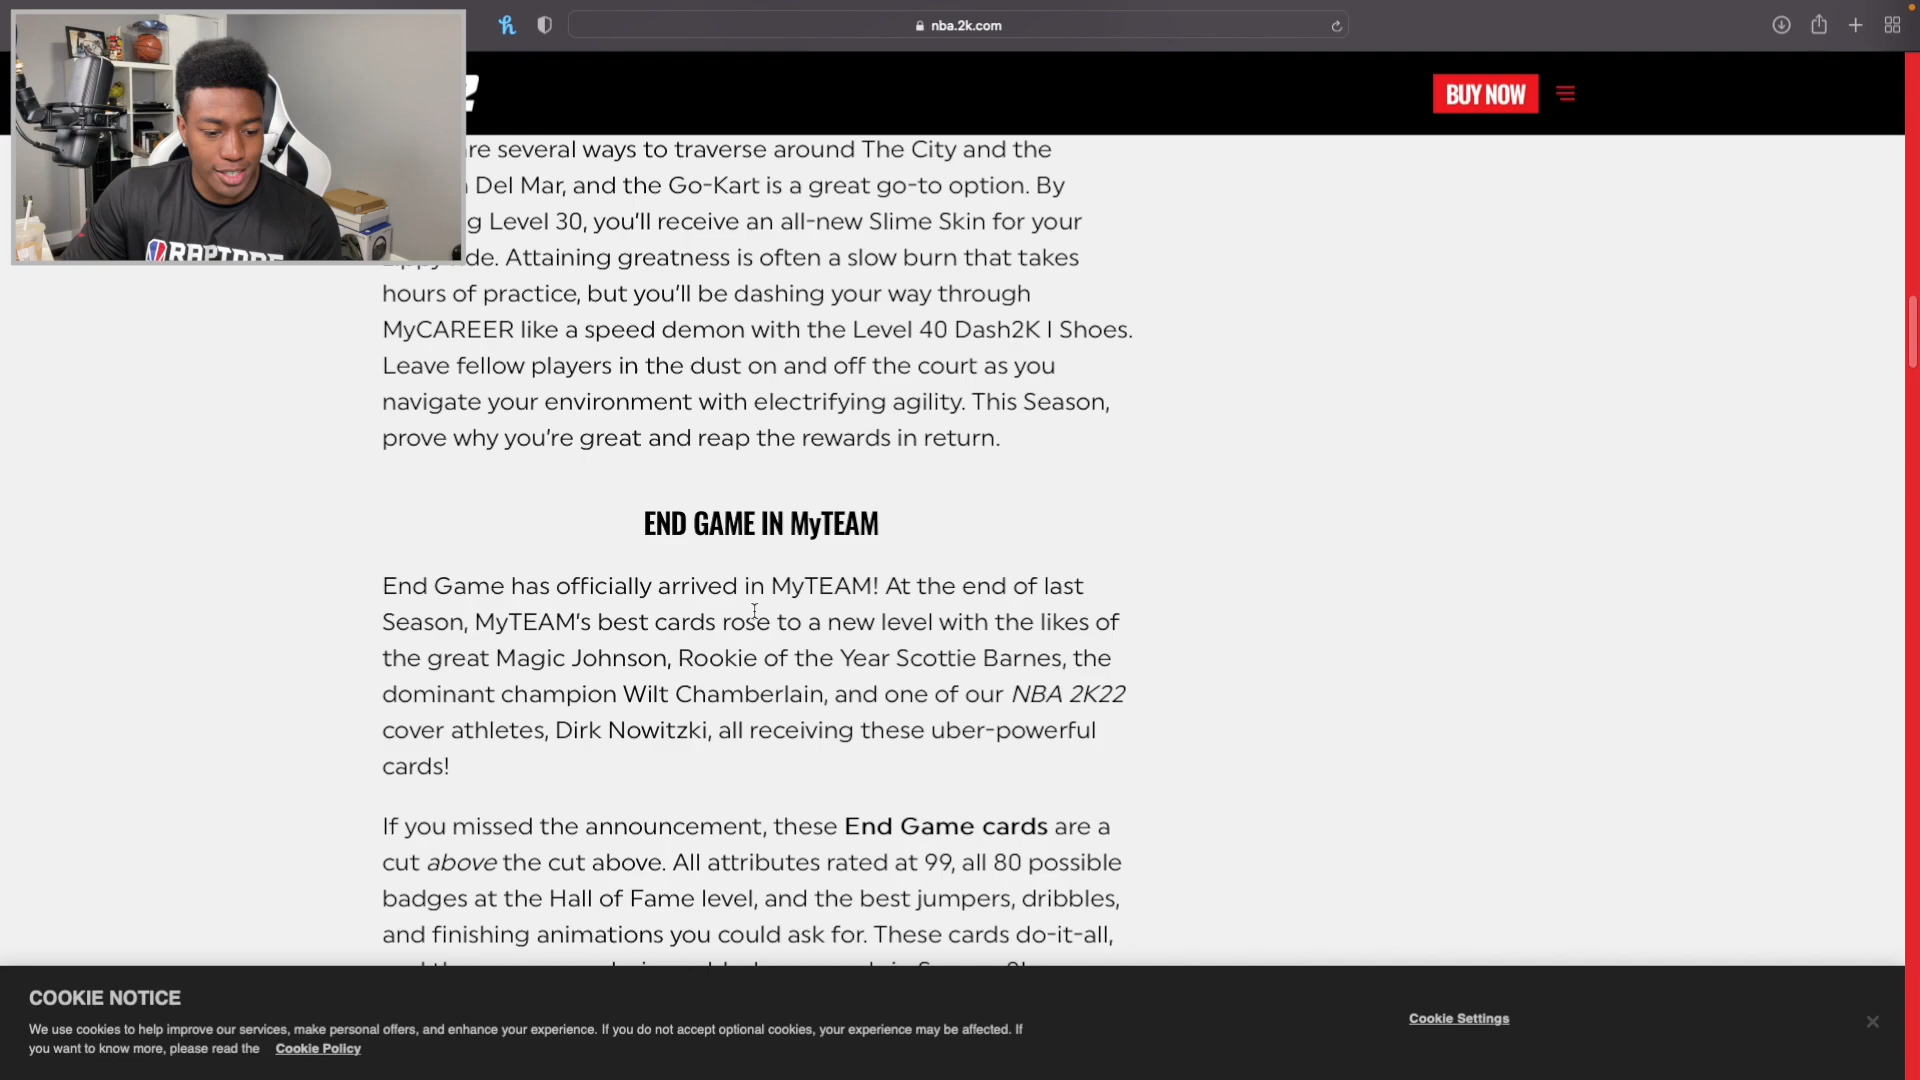 nba.2k.com
BUY NOW
re several ways to traverse around The City and the
Del Mar, and the Go-Kart is a great go-to option. By
g Level 30, you'll receive an all-new Slime Skin for your
de. Attaining greatness is often a slow burn that takes
hours of practice, but you'll be dashing your way through
MyCAREER like a speed demon with the Level 40 Dash2K I Shoes.
Leave fellow players in the dust on and off the court as you
navigate your environment with electrifying agility. This Season,
prove why you're great and reap the rewards in return.
END GAME IN MyTEAM
End Game has officially arrived in MyTEAM! At the end of last
Season, MyTEAM's best cards rose to a new level with the likes of
the great Magic Johnson, Rookie of the Year Scottie Barnes, the
dominant champion Wilt Chamberlain, and one of our NBA 2K22
cover athletes, Dirk Nowitzki, all receiving these uber-powerful
cards!
If you missed the announcement, these End Game cards are a
cut above the cut above. All attributes rated at 99, all 80 possible
badges at the Hall of Fame level, and the best jumpers, dribbles,
and finishing animations you could ask for. These cards do-it-all,
COOKIE NOTICE
We use cookies to help improve our services, make personal offers, and enhance your experience. If you do not accept optional cookies, your experience may be affected. If
you want to know more, please read the Cookie Policy
Cookie Settings